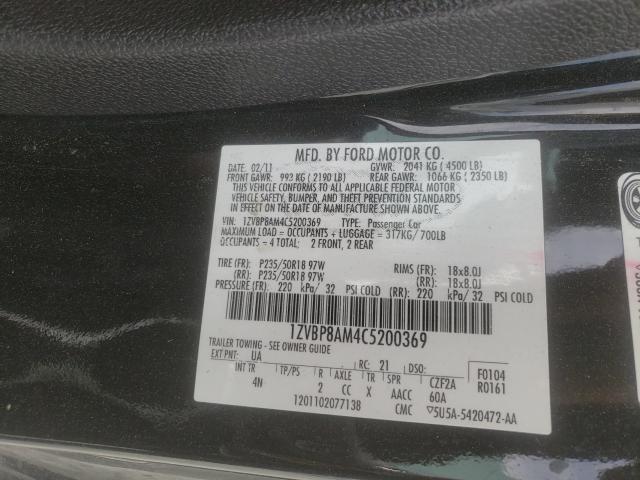 MFD. BY FORD MOTOR CO.
DATE: 02/11 GVWR: 2041 KG ( 4500 LB)
FRONT GAWR: 993 KG ( 2190 LB) REAR GAWR: 1066 KG ( 2350 LB)
THIS VEHICLE CONFORMS TO ALL APPLICABLE FEDERAL MOTOR
VEHICLE SAFETY, BUMPER, AND THEFT PREVENTION STANDARDS
IN EFFECT ON THE DATE OF MANUFACTURE SHOWN ABOVE.
VIN: 1ZVBP8AM4C5200369 TYPE: Passenger Car
MAXIMUM LOAD = OCCUPANTS + LUGGAGE = 317KG/ 700LB
OCCUPANTS = 4 TOTAL: 2 FRONT, 2 REAR
TIRE (FR): P235/50R18 97W RIMS (FR): 18x8.0J
(RR): P235/50R18 97W (RR): 18x8.0J
PRESSURE (FR): 220 kPa/ 32 PSI COLD (RR): 220 kPa/ 32 PSI COLD
1ZVBP8AM4C5200369
TRAILER TOWING - SEE OWNER GUIDE
EXT PNT: UA RC: 21 DSO: F0104
INT TR TP/PS R AXLE TR SPR CZF2A R0161
4N 2 CC X AACC 60A
1201102077138 CMC ▽5U5A-5420472-AA